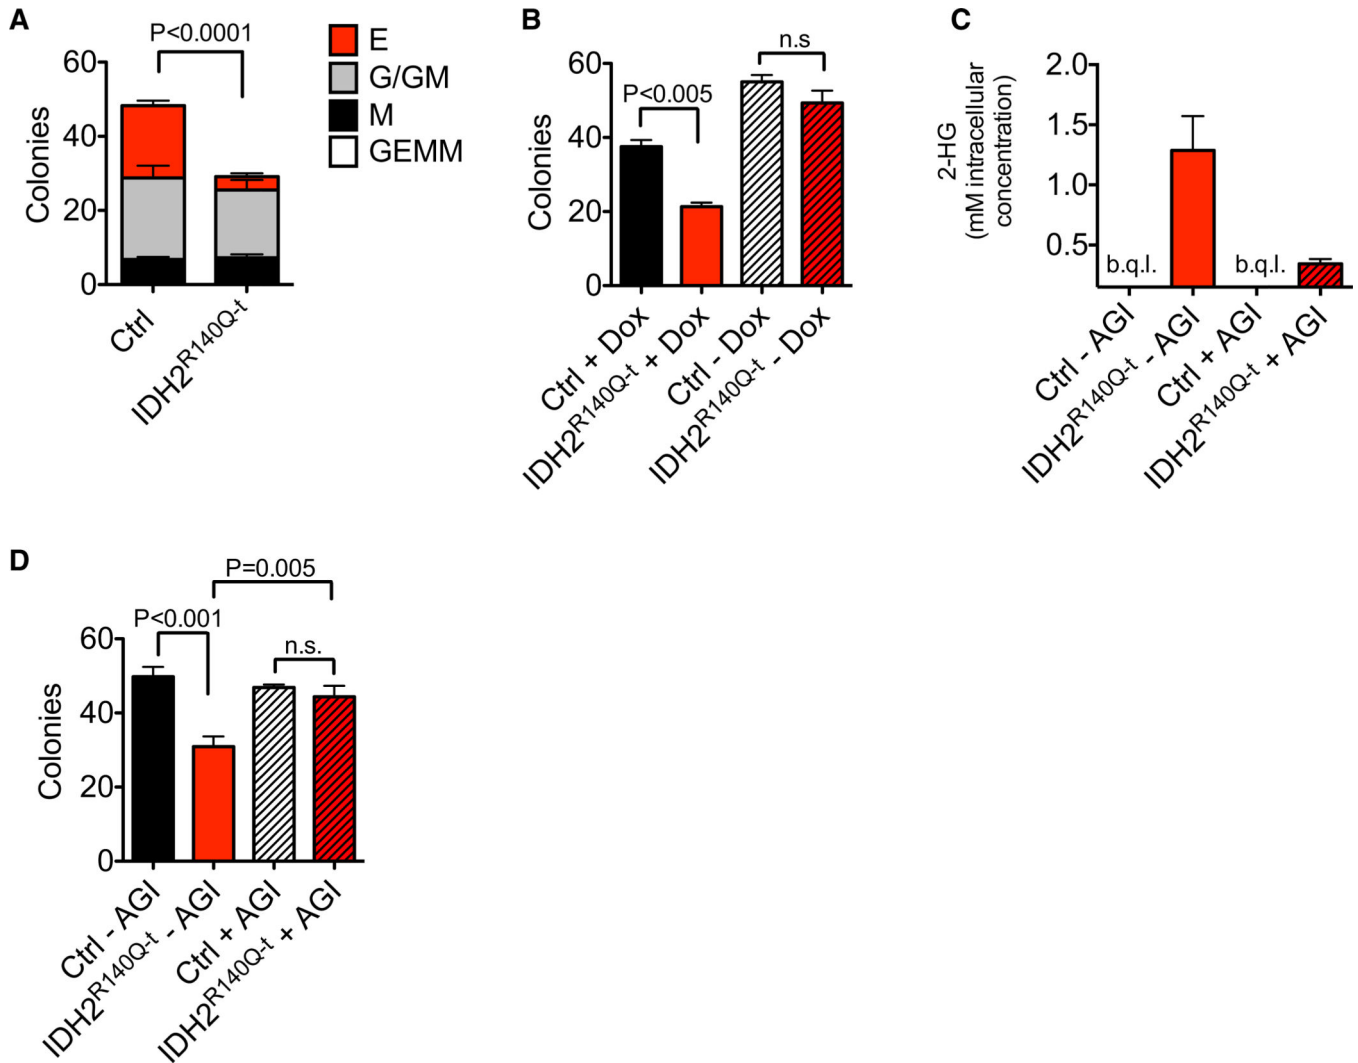 A
P<0.0001
60
40
20
0
Colonies
Ctrl
IDH2R140Q-t
E
G/GM
M
GEMM
B
n.s
P<0.005
60
40
20
0
Colonies
Ctrl + Dox
IDH2R140Q-t + Dox
Ctrl - Dox
IDH2R140Q-t - Dox
C
2-HG
(mM intracellular
concentration)
2.0
1.5
1.0
0.5
b.q.l.
b.q.l.
Ctrl - AGI
IDH2R140Q-t - AGI
Ctrl + AGI
IDH2R140Q-t + AGI
D
P=0.005
P<0.001
n.s.
60
40
20
0
Colonies
Ctrl - AGI
IDH2R140Q-t - AGI
Ctrl + AGI
IDH2R140Q-t + AGI